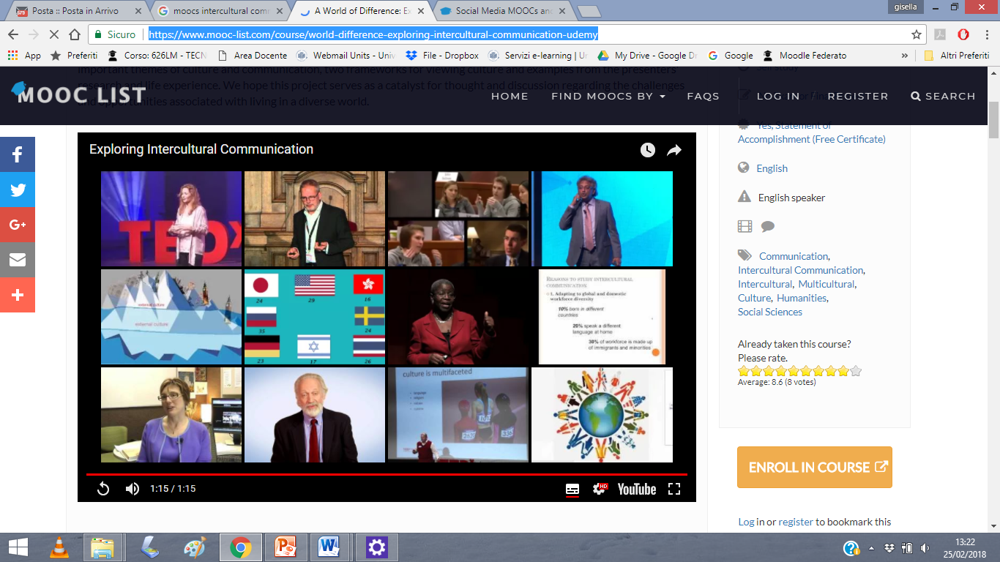 gisella
Posta :: Posta in Arrivo
moocs intercultural com
A World of Difference: E
Social Media MOOCs an
Sicuro
https://www.mooc-list.com/course/world-difference-exploring-intercultural-communication-udemy
App
Preferiti
Corso: 626LM - TECN
Area Docente
Webmail Units - Univ
File - Dropbox
Servizi e-learning | Un
My Drive - Google Dr
Google
Moodle Federato
»
Altri Preferiti
important themes of culture and communication, two frameworks for viewing culture and examples from the presenters'
research and life experience. We hope this project serves as a catalyst for thought and discussion regarding the challenges
and opportunities associated with living in a diverse world.
MOOC LIST
HOME
FIND MOOCS BY
FAQS
LOG IN
/
REGISTER
SEARCH
Yes, Statement of
Accomplishment (Free Certificate)
English
English speaker
Communication,
Intercultural Communication,
Intercultural, Multicultural,
Culture, Humanities,
Social Sciences
Already taken this course?
Please rate.
Average: 8.6 (8 votes)
ENROLL IN COURSE
Log in or register to bookmark this
Exploring Intercultural Communication
TEDx
external culture
external culture
24
29
16
35
24
23
17
26
REASONS TO STUDY INTERCULTURAL
COMMUNICATION
1. Adapting to global and domestic
workforce diversity
10% born in different
countries
20% speak a different
language at home
30% of workforce is made up
of immigrants and minorities
culture is multifaceted
1:15 / 1:15
HD
YouTube
13:22
25/02/2018